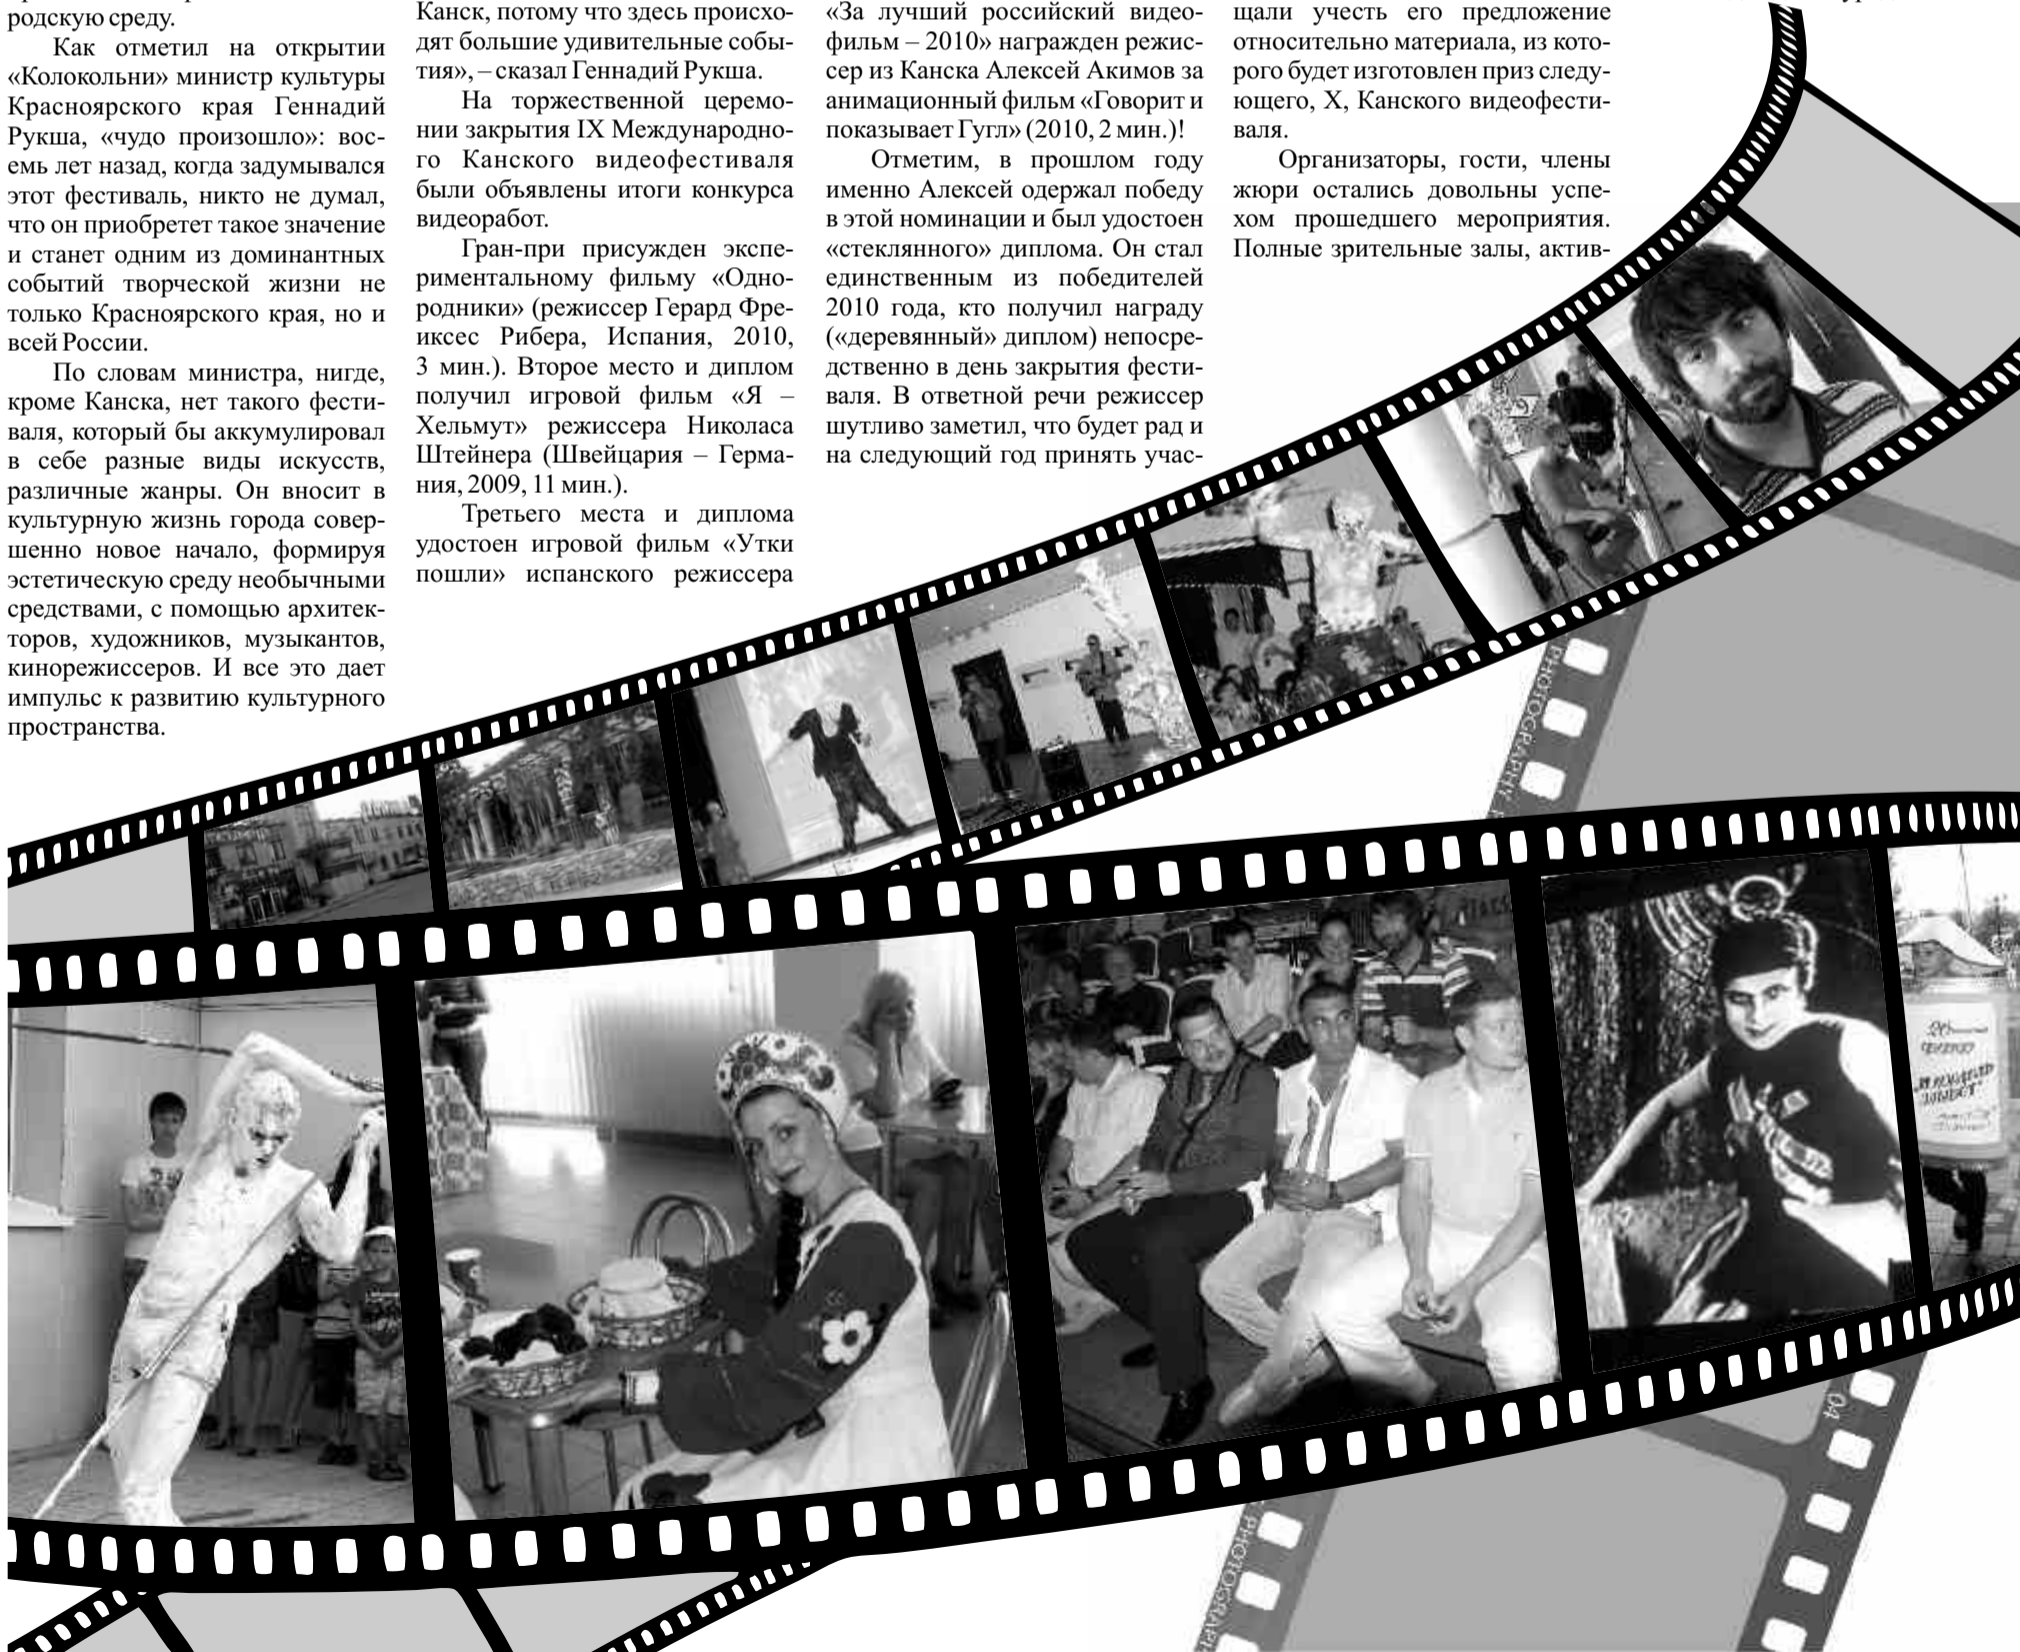 родскую среду.
Как отметил на открытии
«Колокольни» министр культуры
Красноярского края Геннадий
Рукша, «чудо произошло»: вос-
емь лет назад, когда задумывался
этот фестиваль, никто не думал,
что он приобретет такое значение
и станет одним из доминантных
событий творческой жизни не
только Красноярского края, но и
всей России.
По словам министра, нигде,
кроме Канска, нет такого фести-
валя, который бы аккумулировал
в себе разные виды искусств,
различные жанры. Он вносит в
культурную жизнь города совер-
шенно новое начало, формируя
эстетическую среду необычными
средствами, с помощью архитек-
торов, художников, музыкантов,
кинорежиссеров. И все это дает
импульс к развитию культурного
пространства.
Канск, потому что здесь происхо-
дят большие удивительные собы-
тия», – сказал Геннадий Рукша.
На торжественной церемо-
нии закрытия IX Международно-
го Канского видеофестиваля
были объявлены итоги конкурса
видеоработ.
Гран-при присужден экспе-
риментальному фильму «Одно-
родники» (режиссер Герард Фре-
иксес Рибера, Испания, 2010,
3 мин.). Второе место и диплом
получил игровой фильм «Я –
Хельмут» режиссера Николаса
Штейнера (Швейцария – Герма-
ния, 2009, 11 мин.).
Третьего места и диплома
удостоен игровой фильм «Утки
пошли» испанского режиссера
«За лучший российский видео-
фильм – 2010» награжден режис-
сер из Канска Алексей Акимов за
анимационный фильм «Говорит и
показывает Гугл» (2010, 2 мин.)!
Отметим, в прошлом году
именно Алексей одержал победу
в этой номинации и был удостоен
«стеклянного» диплома. Он стал
единственным из победителей
2010 года, кто получил награду
(«деревянный» диплом) непосре-
дственно в день закрытия фести-
валя. В ответной речи режиссер
шутливо заметил, что будет рад и
на следующий год принять учас-
щали учесть его предложение
относительно материала, из кото-
рого будет изготовлен приз следу-
ющего, X, Канского видеофести-
валя.
Организаторы, гости, члены
жюри остались довольны успе-
хом прошедшего мероприятия.
Полные зрительные залы, актив-
PHOTOGRAPHY
04